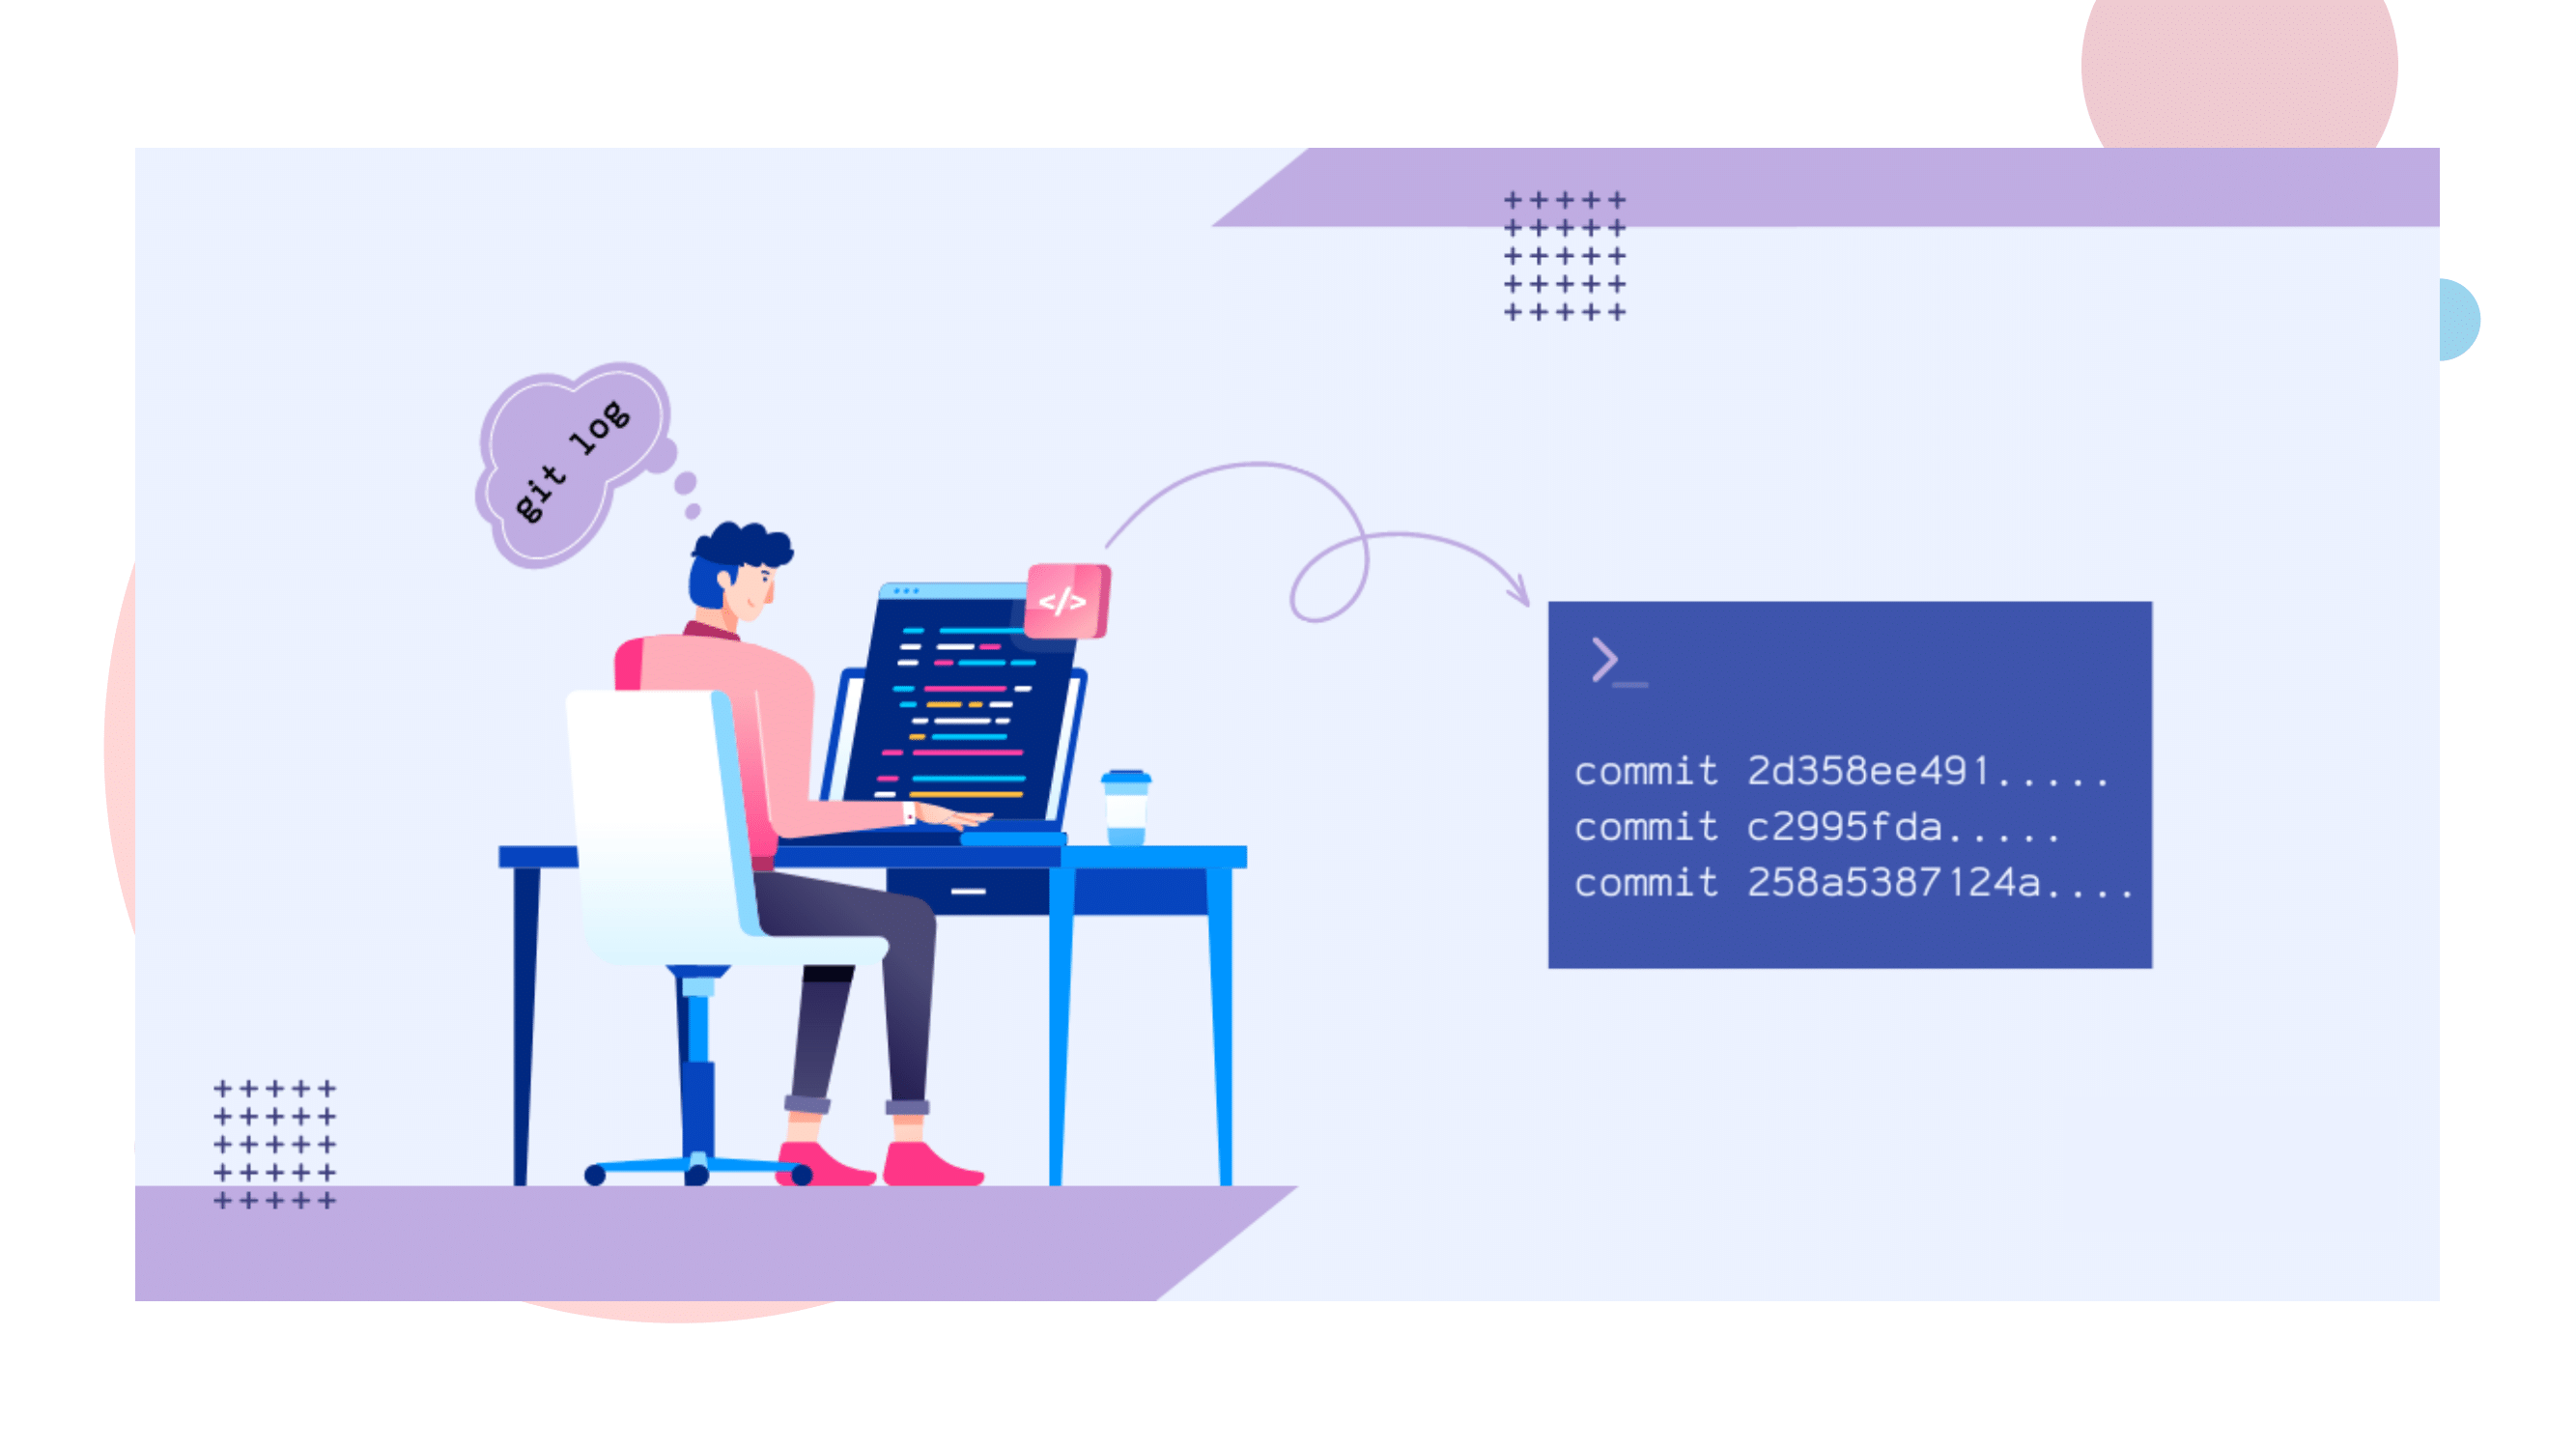 git log
</>
>_
commit 2d358ee491.....
commit c2995fda.....
commit 258a5387124a....